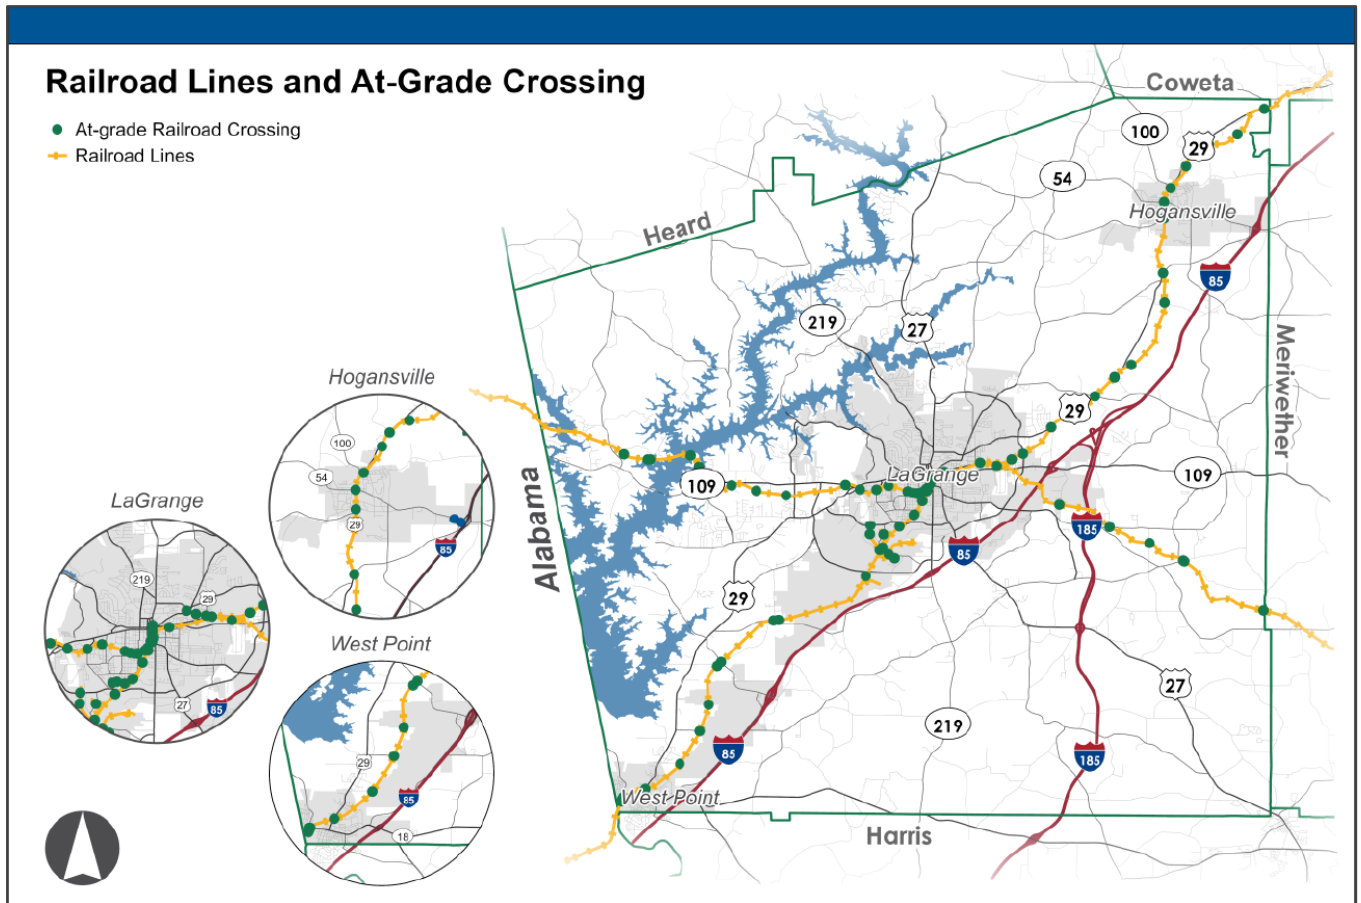 Railroad Lines and At-Grade Crossing
At-grade Railroad Crossing
Railroad Lines
Coweta
100
29
54
Hogansville
Heard
85
219
27
Meriwether
29
Alabama
109
LaGrange
109
185
85
29
27
219
85
185
West Point
Harris
Hogansville
100
54
29
85
LaGrange
219
29
27
85
West Point
29
85
18